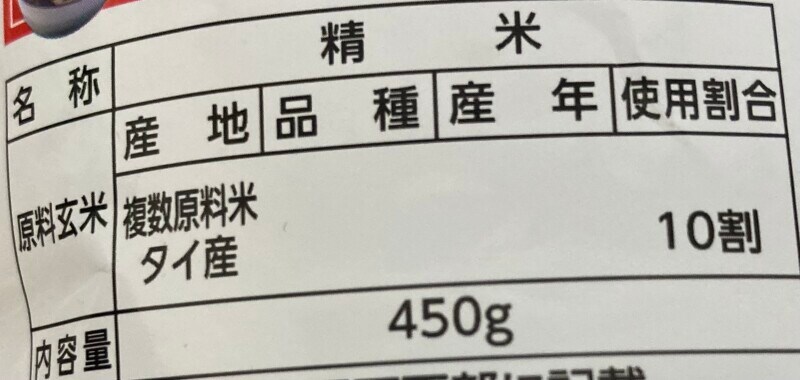 名称 精米
原料玄米 産地 品種 産年 使用割合
複数原料米
タイ産 10割
内容量 450g